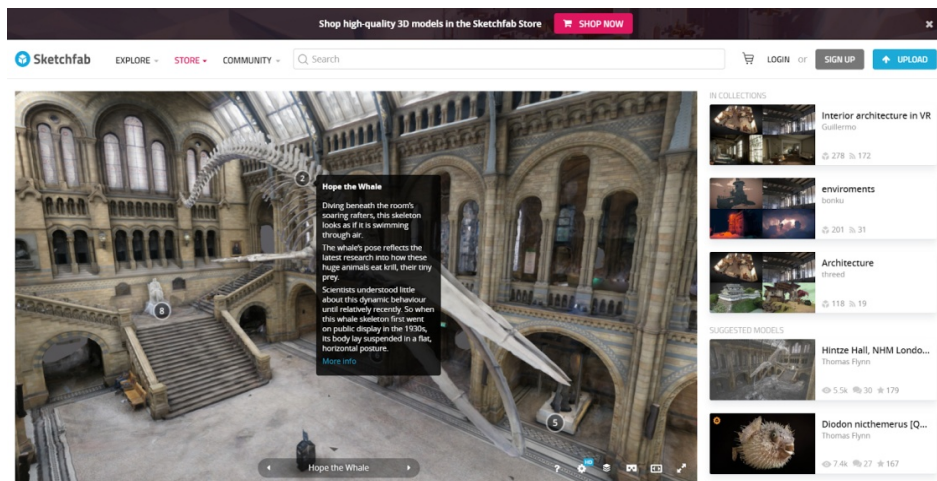 Shop high-quality 3D models in the Sketchfab Store
SHOP NOW
Sketchfab
EXPLORE
STORE
COMMUNITY
Search
LOGIN or
SIGN UP
UPLOAD
2
Hope the Whale
Diving beneath the room's
soaring rafters, this skeleton
looks as if it is swimming
through air.
The whale's pose reflects the
latest research into how these
huge animals eat krill, their tiny
prey.
Scientists understood little
about this dynamic behaviour
until relatively recently. So when
this whale skeleton first went
on public display in the 1930s,
its body lay suspended in a flat,
horizontal posture.
More info
8
5
Hope the Whale
?
HD
IN COLLECTIONS
Interior architecture in VR
Guillermo
278 172
enviroments
bonku
201 31
Architecture
threed
118 19
SUGGESTED MODELS
Hintze Hall, NHM Londo...
Thomas Flynn
5.5k 30 179
Diodon nicthemerus [Q...
Thomas Flynn
7.4k 27 167